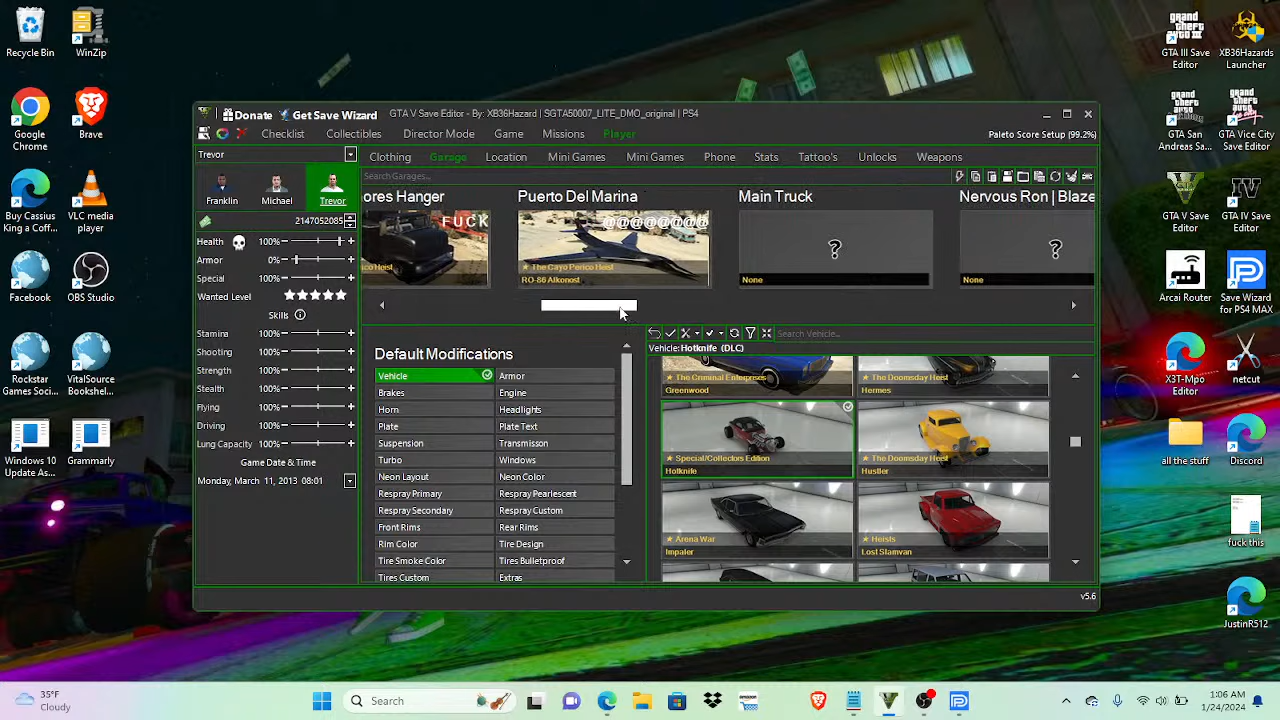 Recycle Bin
WinZip
Google Chrome
Brave
Buy Cassius a Coff...
VLC media player
Facebook
OBS Studio
Rockstar Games Soci...
VitalSource Bookshel...
Windows 10 Update As...
Grammarly
Donate
Get Save Wizard
GTA V Save Editor - By XB36Hazard | SGTA50007_LITE_DMO_original | PS4
Checklist
Collectibles
Director Mode
Game
Missions
Player
Paleto Score Setup (99.2%)
Trevor
Clothing
Garage
Location
Mini Games
Mini Games
Phone
Stats
Tattoo's
Unlocks
Weapons
Search Garages...
Franklin
Michael
Trevor
2147052085
Health
100%
Armor
0%
Special
100%
Wanted Level
Skills
Stamina
100%
Shooting
100%
Strength
100%
100%
Flying
100%
Driving
100%
Lung Capacity
100%
Game Date & Time
Monday, March 11, 2013 08:01
ores Hanger
FUCK
ico Heist
Puerto Del Marina
@@@@@@@@
The Cayo Perico Heist
RO-86 Alkonost
Main Truck
?
None
Nervous Ron | Blaze
?
None
Search Vehicle...
Vehicle:Hotknife (DLC)
Default Modifications
Vehicle
Armor
Brakes
Engine
Horn
Headlights
Plate
Plate Text
Suspension
Transmisson
Turbo
Windows
Neon Layout
Neon Color
Respray Primary
Respray Pearlescent
Respray Secondary
Respray Custom
Front Rims
Rear Rims
Rim Color
Tire Design
Tire Smoke Color
Tires Bulletproof
Tires Custom
Extras
The Criminal Enterprises
Greenwood
The Doomsday Heist
Hermes
Special/Collectors Edition
Hotknife
The Doomsday Heist
Hustler
Arena War
Impaler
Heists
Lost Slamvan
v5.6
GTA III Save Editor
XB36Hazard Launcher
GTA San Andreas Sa...
GTA Vice City Save Editor
GTA V Save Editor
GTA IV Save Editor
Arcai Router
Save Wizard for PS4 MAX
X3T-Mpo Editor
netcut
all the stuff
Discord
fuck this
JustinR512
35°F
Cloudy
Search
1:06 AM
1/24/2024